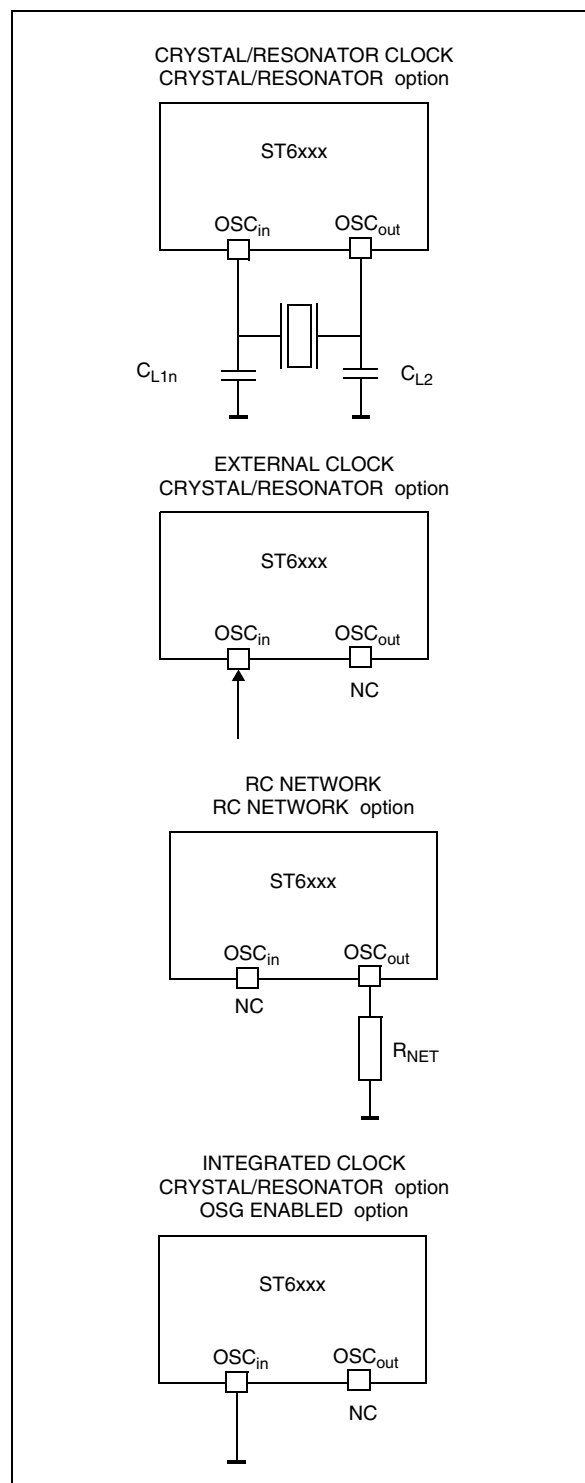 CRYSTAL/RESONATOR CLOCK
CRYSTAL/RESONATOR option
ST6xxx
OSCin OSCout
CL1n CL2
EXTERNAL CLOCK
CRYSTAL/RESONATOR option
ST6xxx
OSCin OSCout
NC
RC NETWORK
RC NETWORK option
ST6xxx
OSCin OSCout
NC
RNET
INTEGRATED CLOCK
CRYSTAL/RESONATOR option
OSG ENABLED option
ST6xxx
OSCin OSCout
NC